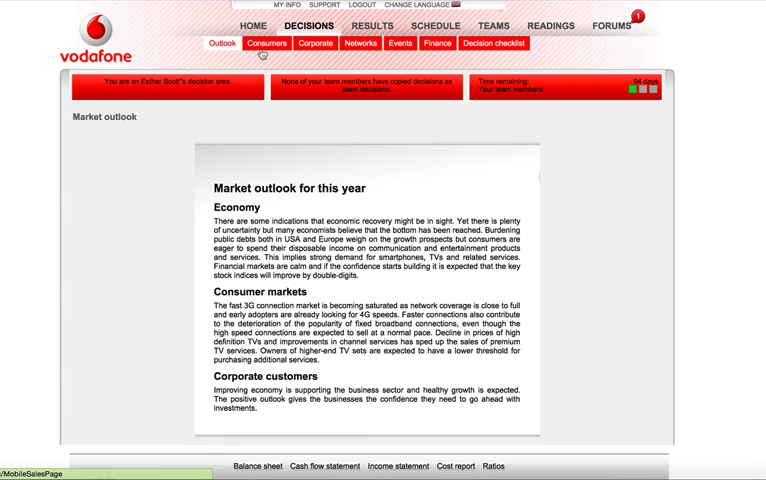 MY INFO SUPPORT LOGOUT CHANGE LANGUAGE
HOME DECISIONS RESULTS SCHEDULE TEAMS READINGS FORUMS 1
Outlook Consumers Corporate Networks Events Finance Decision checklist
vodafone
You are on Esther Scott's decision area.
None of your team members have copied decisions as
team decisions.
Time remaining: 94 days
Your team members:
Market outlook
Market outlook for this year
Economy
There are some indications that economic recovery might be in sight. Yet there is plenty
of uncertainty but many economists believe that the bottom has been reached. Burdening
public debts both in USA and Europe weigh on the growth prospects but consumers are
eager to spend their disposable income on communication and entertainment products
and services. This implies strong demand for smartphones, TVs and related services.
Financial markets are calm and if the confidence starts building it is expected that the key
stock indices will improve by double-digits.
Consumer markets
The fast 3G connection market is becoming saturated as network coverage is close to full
and early adopters are already looking for 4G speeds. Faster connections also contribute
to the deterioration of the popularity of fixed broadband connections, even though the
high speed connections are expected to sell at a normal pace. Decline in prices of high
definition TVs and improvements in channel services has sped up the sales of premium
TV services. Owners of higher-end TV sets are expected to have a lower threshold for
purchasing additional services.
Corporate customers
Improving economy is supporting the business sector and healthy growth is expected.
The positive outlook gives the businesses the confidence they need to go ahead with
investments.
Balance sheet Cash flow statement Income statement Cost report Ratios
/MobileSalesPage